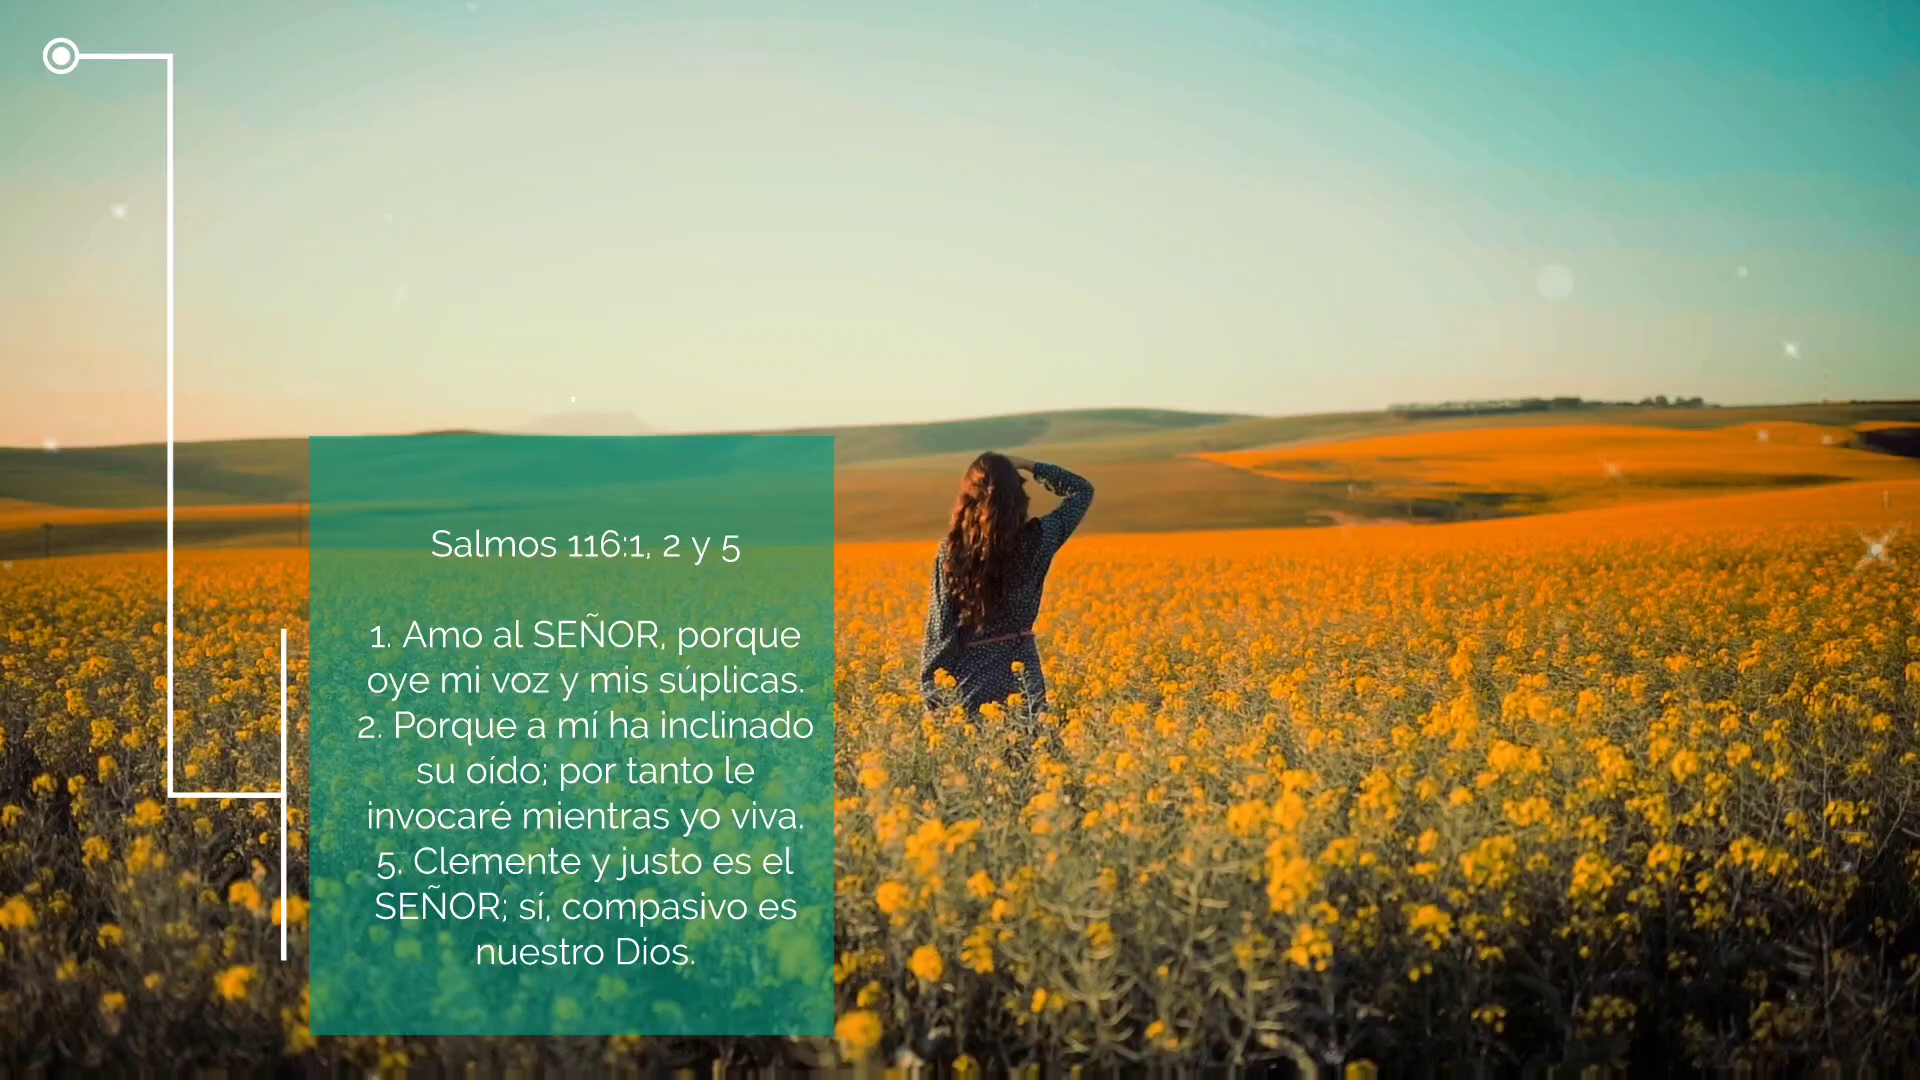 Salmos 116:1, 2 y 5
1. Amo al SEÑOR, porque
oye mi voz y mis súplicas.
2. Porque a mí ha inclinado
su oído; por tanto le
invocaré mientras yo viva.
5. Clemente y justo es el
SEÑOR; sí, compasivo es
nuestro Dios.